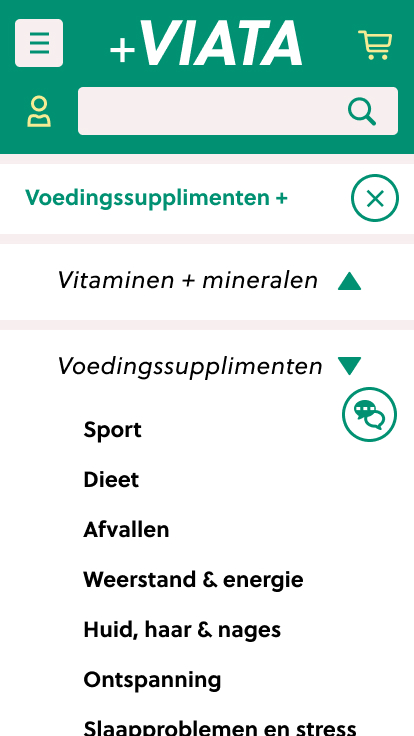 +VIATA
Voedingssupplimenten +
Vitaminen + mineralen
Voedingssupplimenten
Sport
Dieet
Afvallen
Weerstand & energie
Huid, haar & nages
Ontspanning
Slaapproblemen en stress